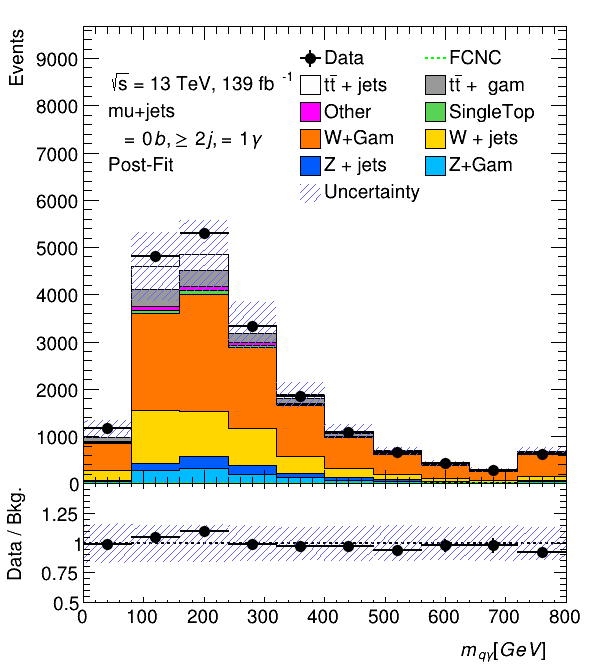 Events
9000
8000
7000
6000
5000
4000
3000
2000
1000
0
√s = 13 TeV, 139 fb⁻¹
mu+jets
= 0b, ≥ 2j, = 1γ
Post-Fit
Data
FCNC
tt̄ + jets
tt̄ + gam
Other
SingleTop
W+Gam
W + jets
Z + jets
Z+Gam
Uncertainty
Data / Bkg.
1.25
1
0.75
0.5
0 100 200 300 400 500 600 700 800
m_qγ[GeV]